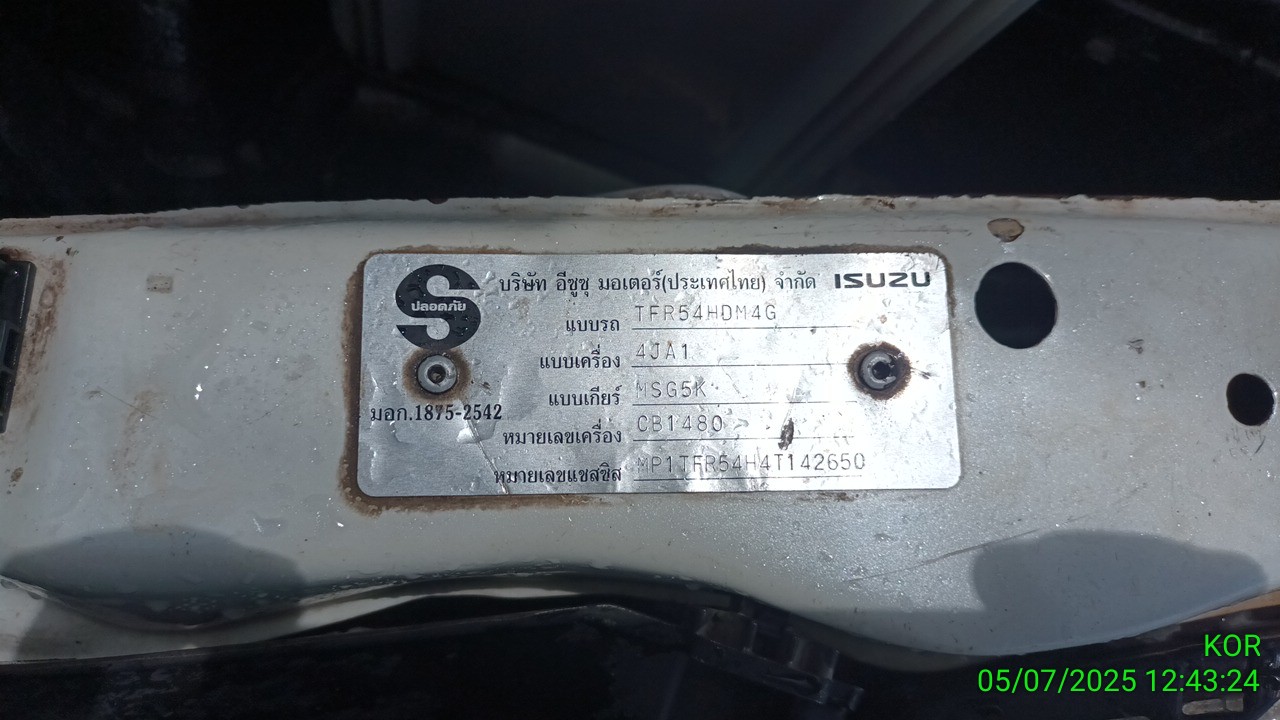 บริษัท อีซูซุ มอเตอร์(ประเทศไทย) จำกัด ISUZU
S
ปลอดภัย
แบบรถ TFR54HDM4G
แบบเครื่อง 4JA1
แบบเกียร์ MSG5K
มอก.1875-2542
หมายเลขเครื่อง CB1480
หมายเลขแชสซิส MP1TFR54H4T142650
KOR
05/07/2025 12:43:24